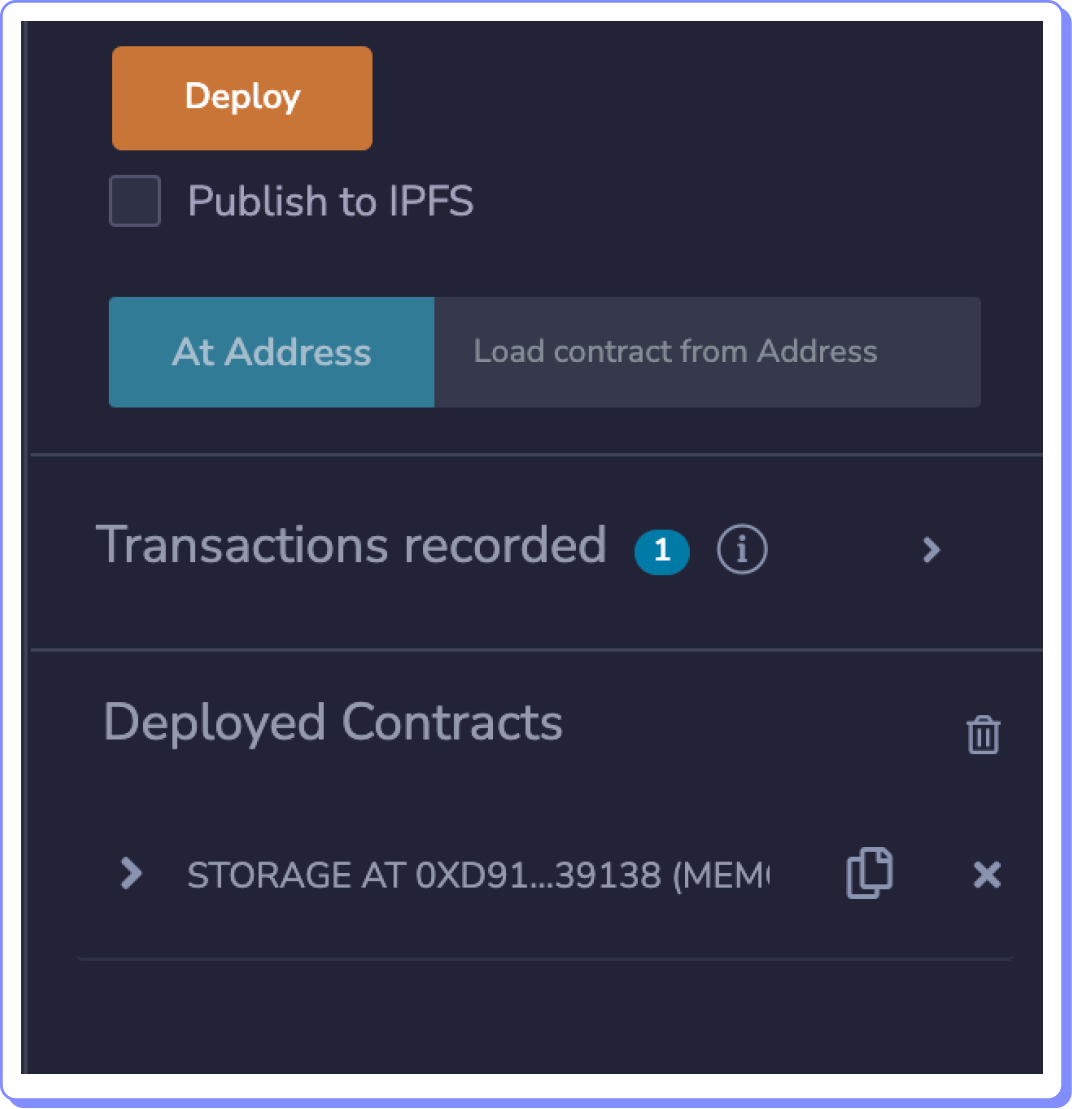 Deploy
Publish to IPFS
At Address Load contract from Address
Transactions recorded 1 i
Deployed Contracts
STORAGE AT 0XD91...39138 (MEM